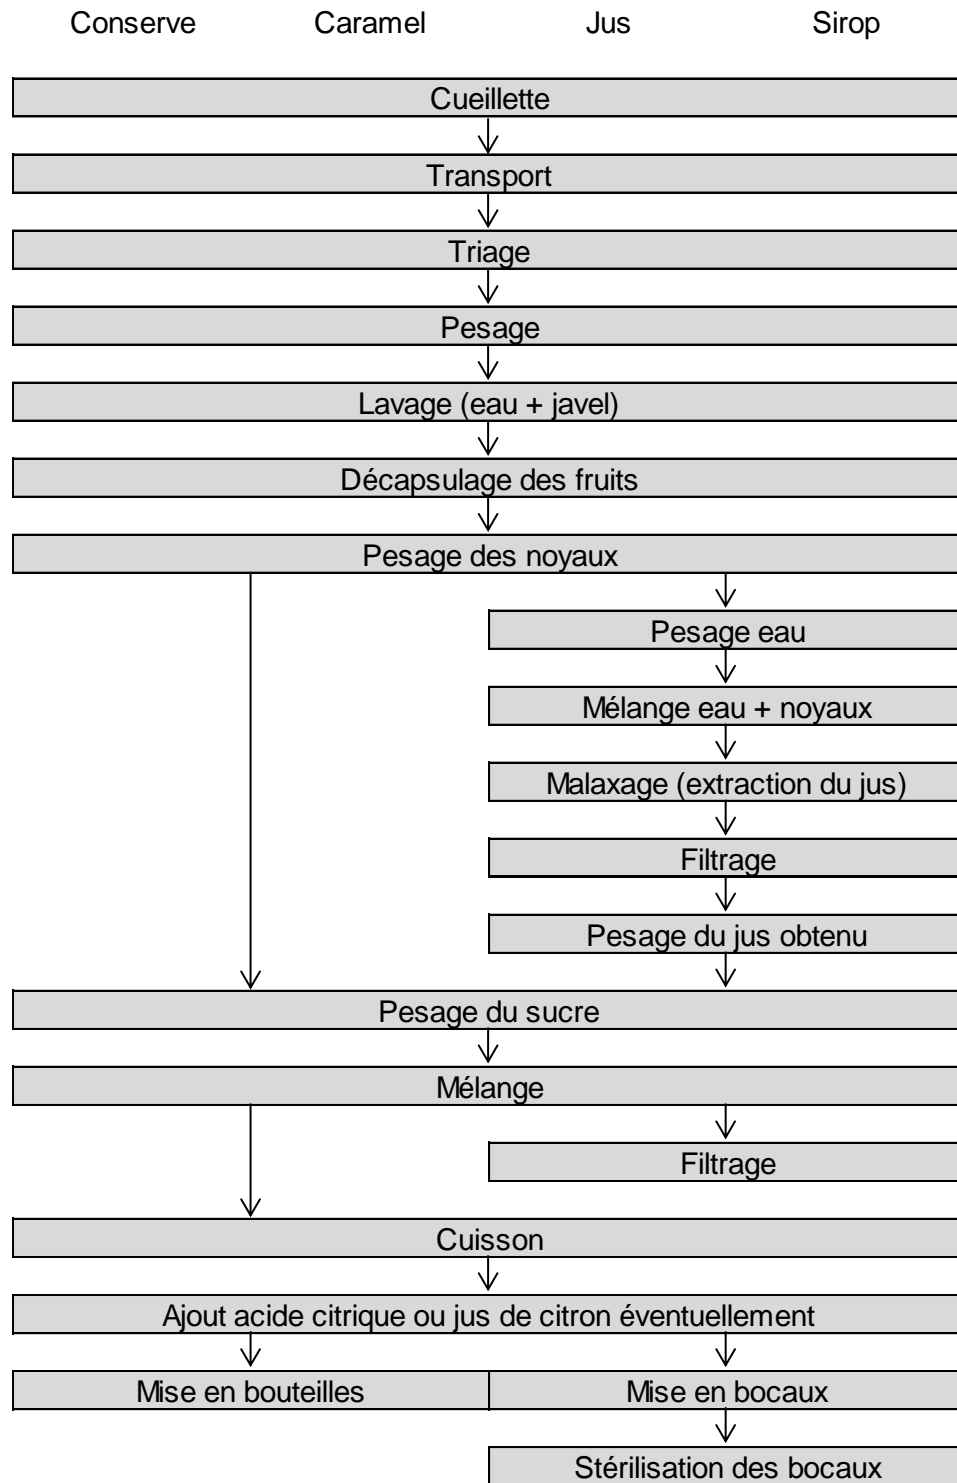 Conserve Caramel Jus Sirop
Cueillette
Transport
Triage
Pesage
Lavage (eau + javel)
Décapsulage des fruits
Pesage des noyaux
Pesage eau
Mélange eau + noyaux
Malaxage (extraction du jus)
Filtrage
Pesage du jus obtenu
Pesage du sucre
Mélange
Filtrage
Cuisson
Ajout acide citrique ou jus de citron éventuellement
Mise en bouteilles Mise en bocaux
Stérilisation des bocaux